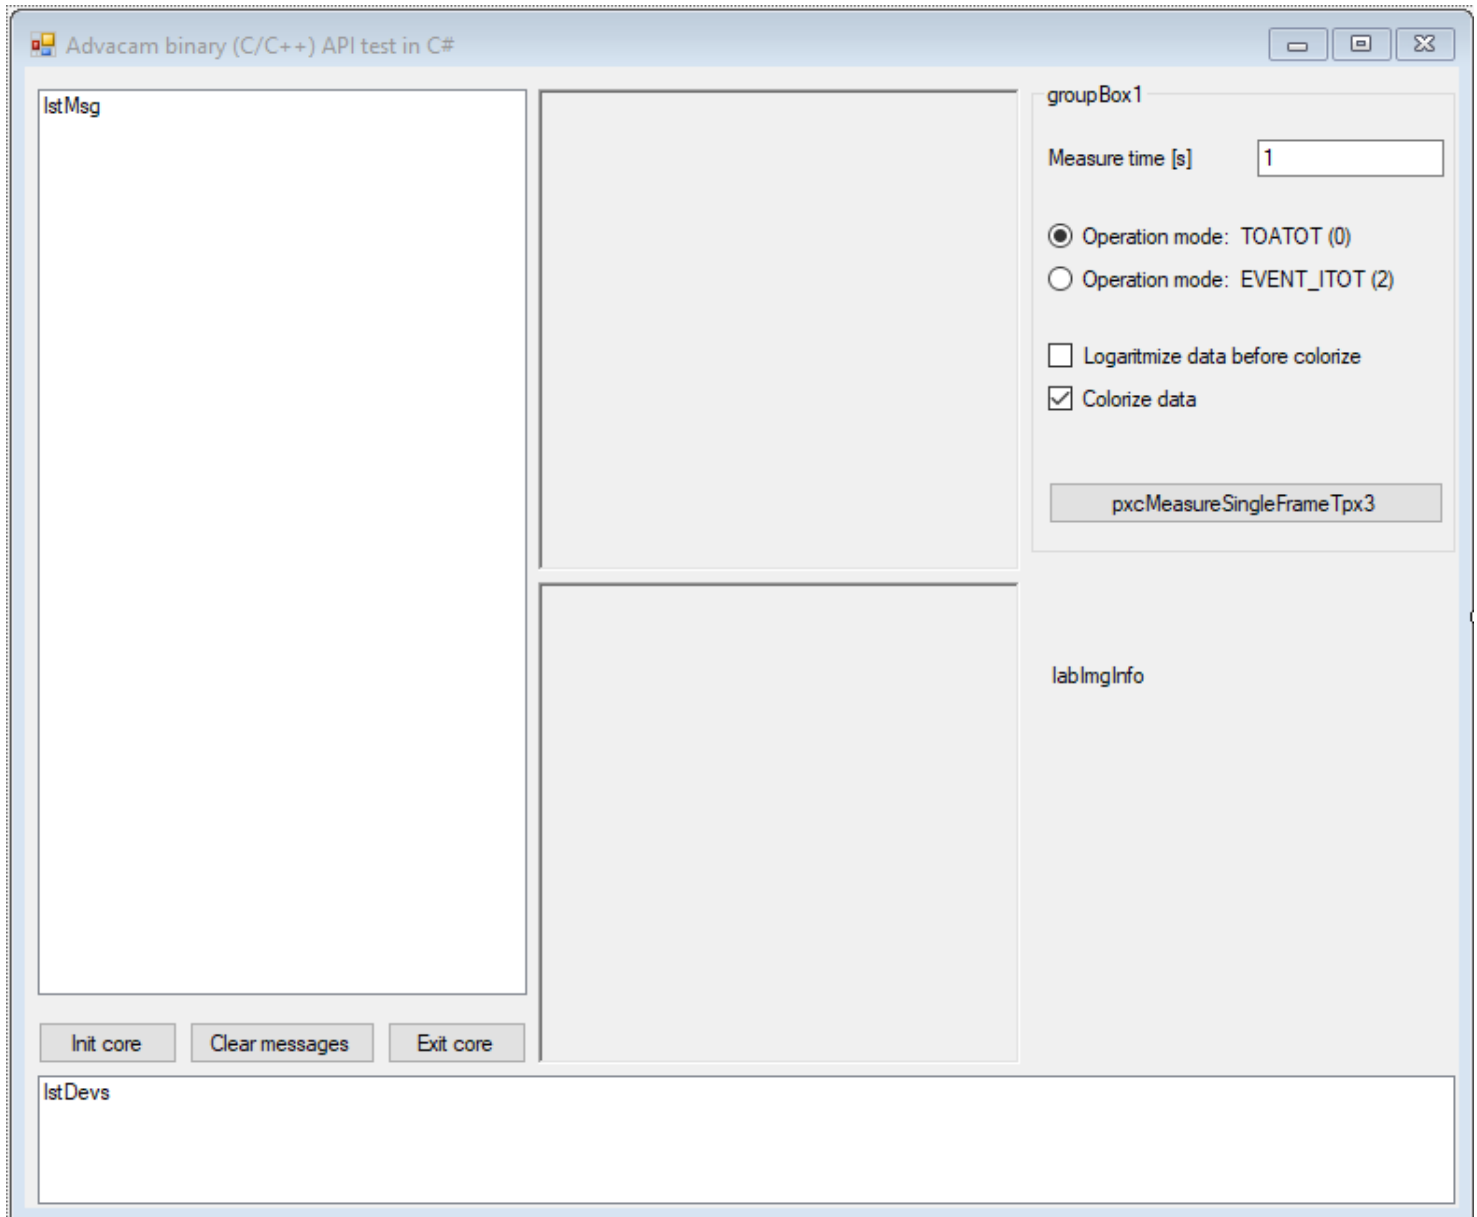 Advacam binary (C/C++) API test in C#
lstMsg
groupBox1
Measure time [s]
1
Operation mode:  TOATOT (0)
Operation mode:  EVENT_ITOT (2)
Logaritmize data before colorize
Colorize data
pxcMeasureSingleFrameTpx3
labImgInfo
Init core
Clear messages
Exit core
lstDevs